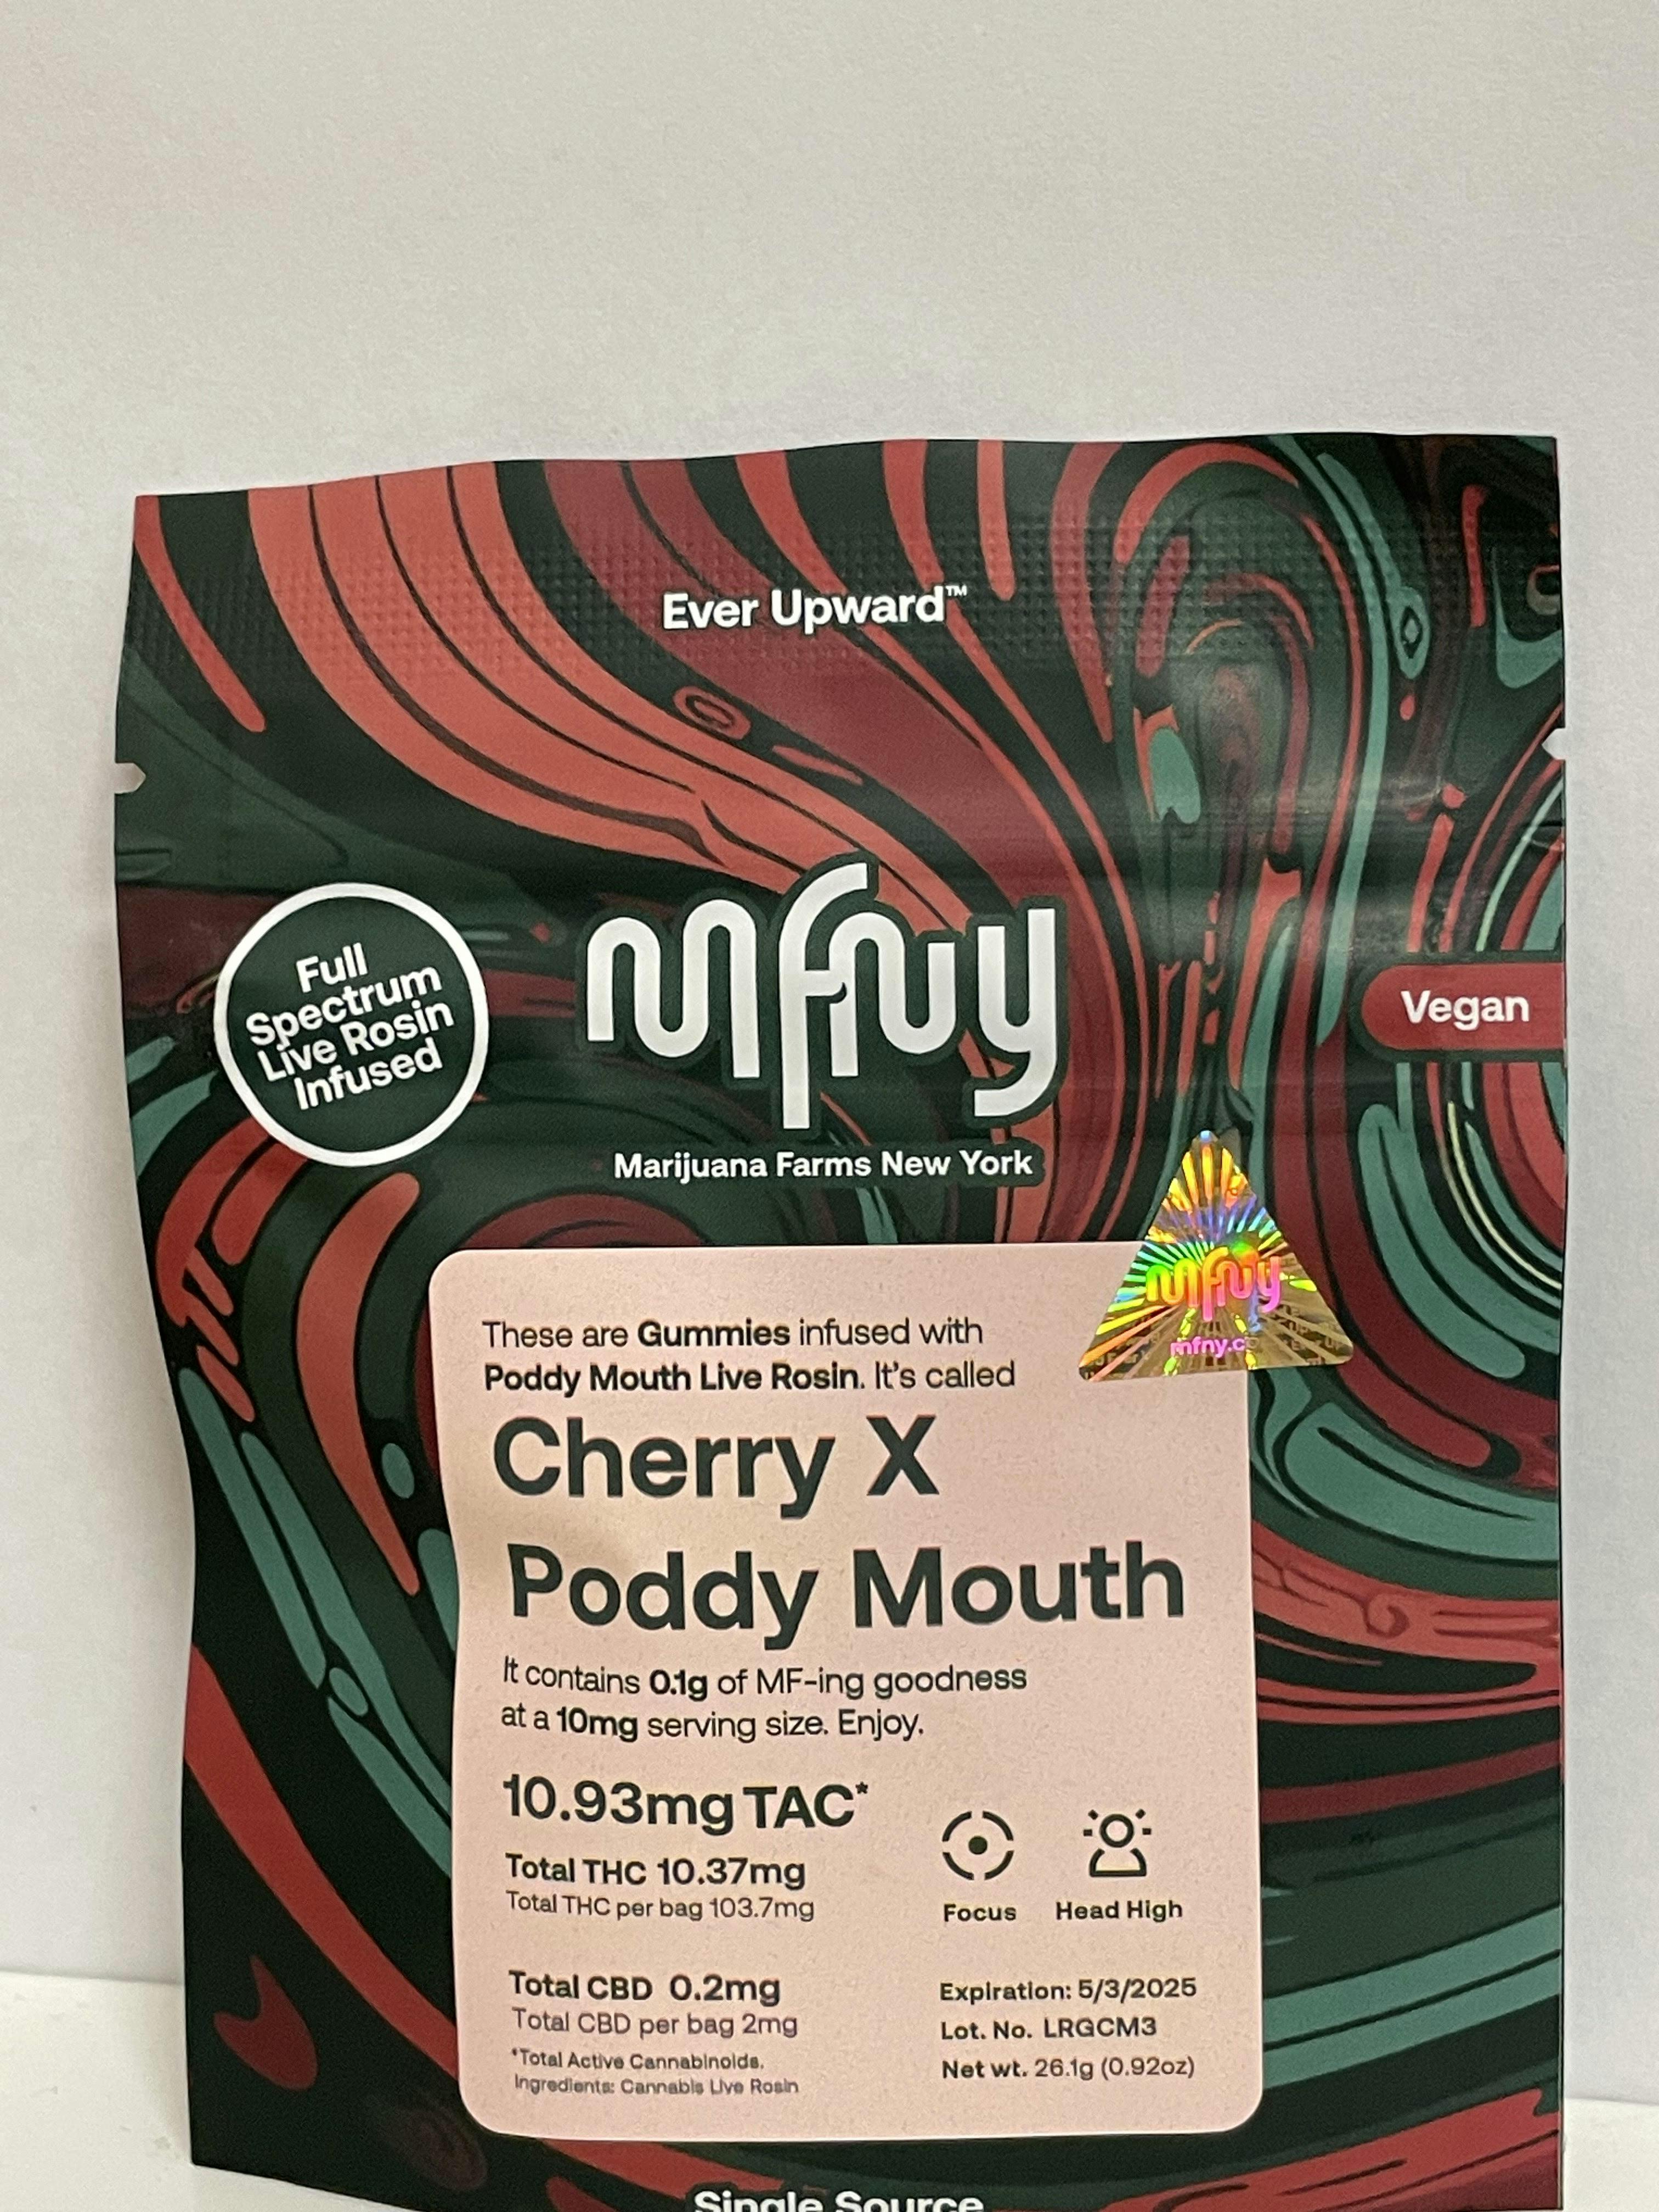 Ever Upward™
Full
Spectrum
Live Rosin
Infused
mfny
Marijuana Farms New York
Vegan
mfny
These are Gummies infused with
Poddy Mouth Live Rosin. It's called
Cherry X
Poddy Mouth
It contains 0.1g of MF-ing goodness
at a 10mg serving size. Enjoy.
10.93mg TAC*
Total THC 10.37mg
Total THC per bag 103.7mg
Focus
Head High
Total CBD 0.2mg
Total CBD per bag 2mg
*Total Active Cannabinoids.
Ingredients: Cannabis Live Rosin
Expiration: 5/3/2025
Lot. No. LRGCM3
Net wt. 26.1g (0.92oz)
Single Source